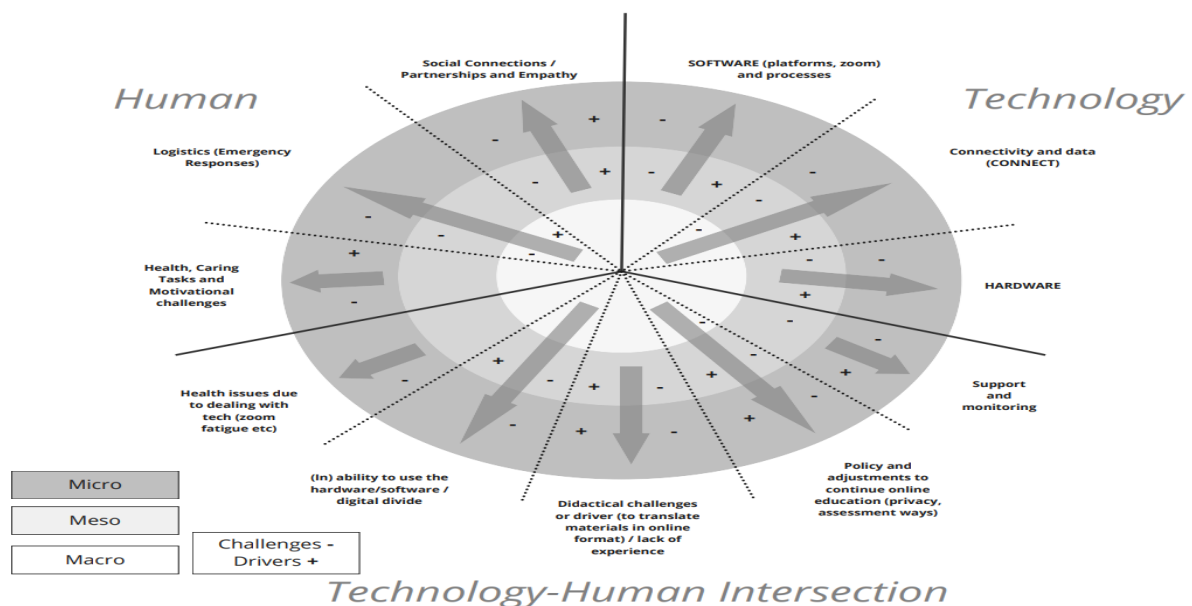 Human
Technology
Social Connections /
Partnerships and Empathy
SOFTWARE (platforms, zoom)
and processes
Logistics (Emergency
Responses)
Connectivity and data
(CONNECT)
Health, Caring
Tasks and
Motivational
challenges
HARDWARE
Health issues due
to dealing with
tech (zoom
fatigue etc)
Support
and
monitoring
(In) ability to use the
hardware/software /
digital divide
Didactical challenges
or driver (to translate
materials in online
format) / lack of
experience
Policy and
adjustments to
continue online
education (privacy,
assessment ways)
Micro
Meso
Macro
Challenges -
Drivers +
Technology-Human Intersection